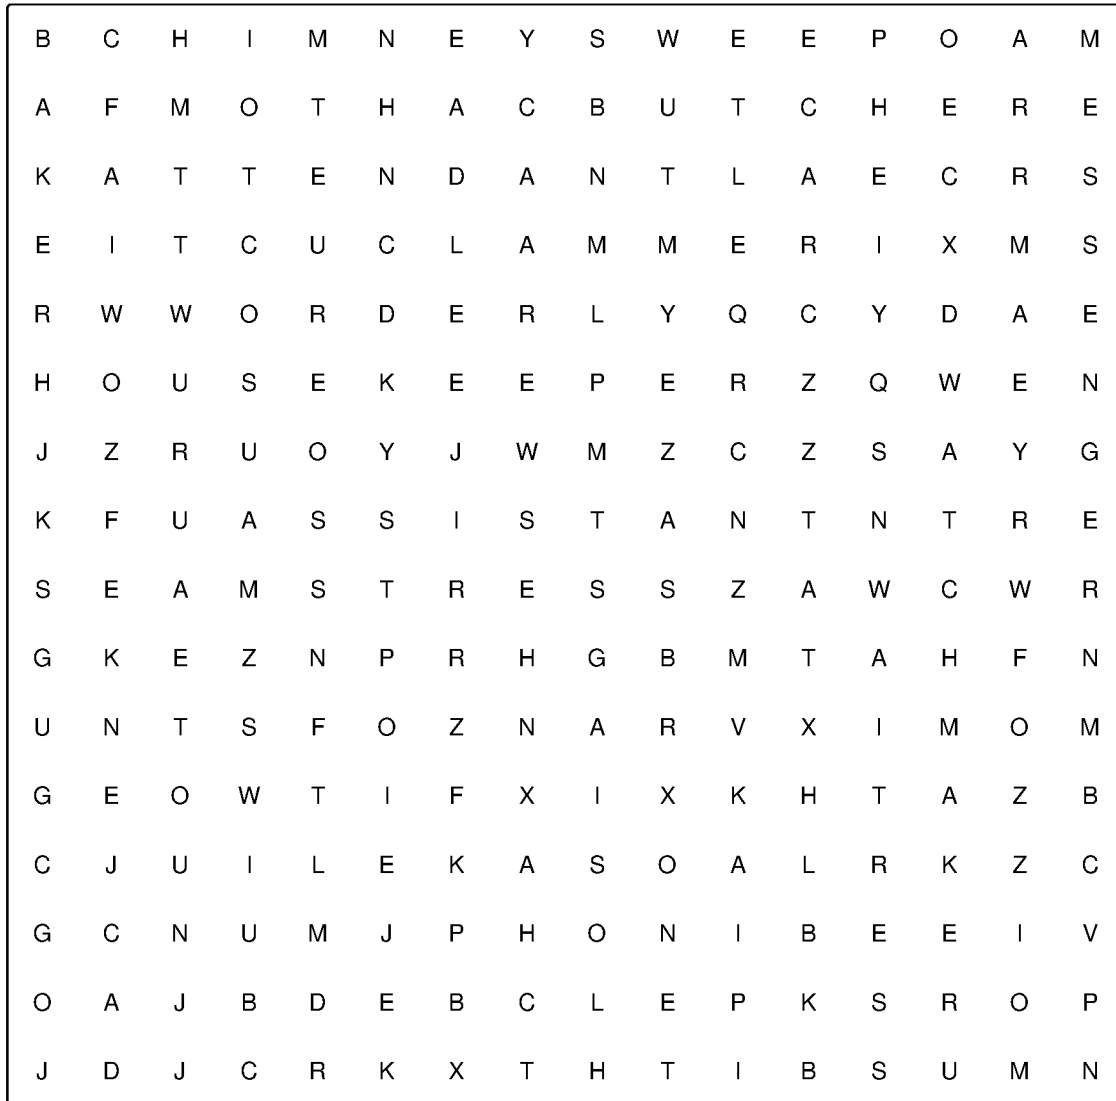 B C H I M N E Y S W E E P O A M
A F M O T H A C B U T C H E R E
K A T T E N D A N T L A E C R S
E I T C U C L A M M E R I X M S
R W W O R D E R L Y Q C Y D A E
H O U S E K E E P E R Z Q W E N
J Z R U O Y J W M Z C Z S A Y G
K F U A S S I S T A N T N T R E
S E A M S T R E S S Z A W C W R
G K E Z N P R H G B M T A H F N
U N T S F O Z N A R V X I M O M
G E O W T I F X I X K H T A Z B
C J U I L E K A S O A L R K Z C
G C N U M J P H O N I B E E I V
O A J B D E B C L E P K S R O P
J D J C R K X T H T I B S U M N